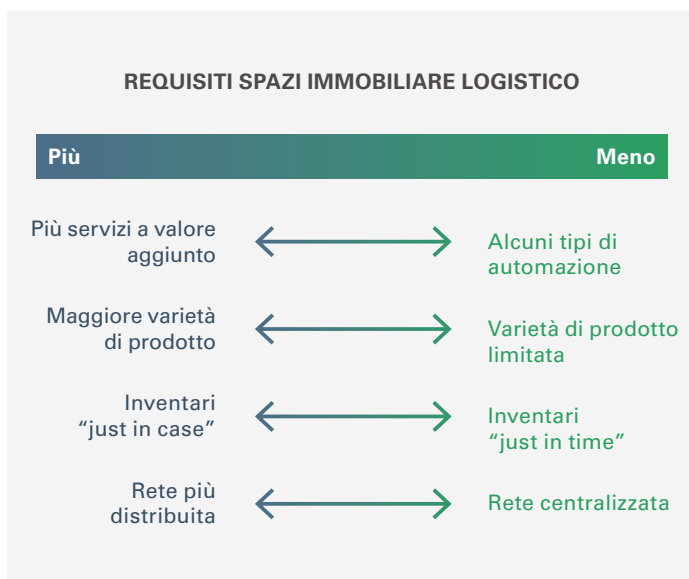 REQUISITI SPAZI IMMOBILIARE LOGISTICO
Più
Meno
Più servizi a valore
aggiunto
Alcuni tipi di
automazione
Maggiore varietà
di prodotto
Varietà di prodotto
limitata
Inventari
“just in case”
Inventari
“just in time”
Rete più
distribuita
Rete centralizzata